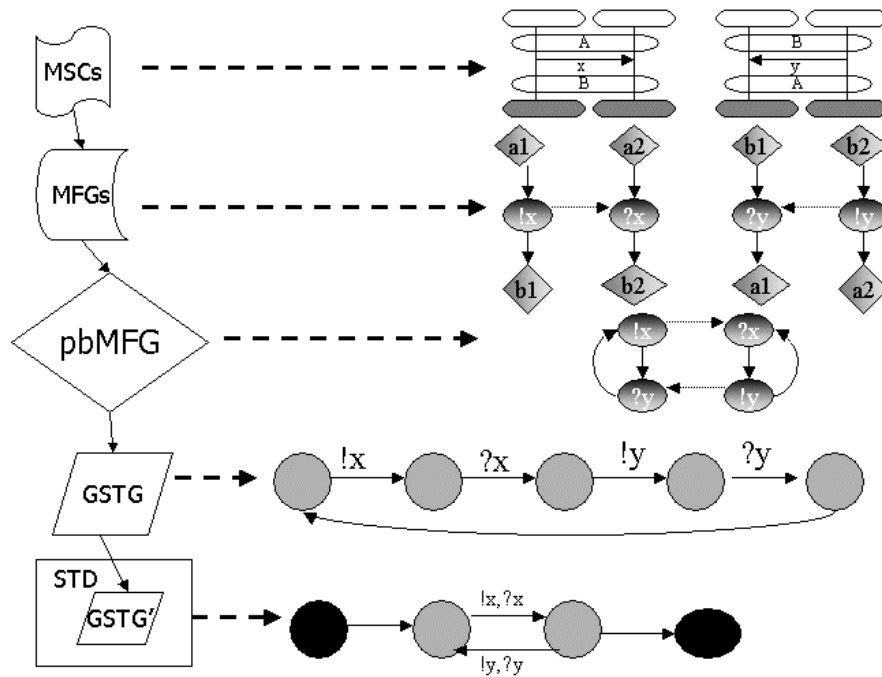 MSCs
A
x
B
B
y
A
a1
a2
b1
b2
MFGs
!x
?x
?y
!y
b1
b2
a1
a2
pbMFG
!x
?x
?y
!y
GSTG
!x
?x
!y
?y
STD
GSTG'
!x,?x
!y,?y